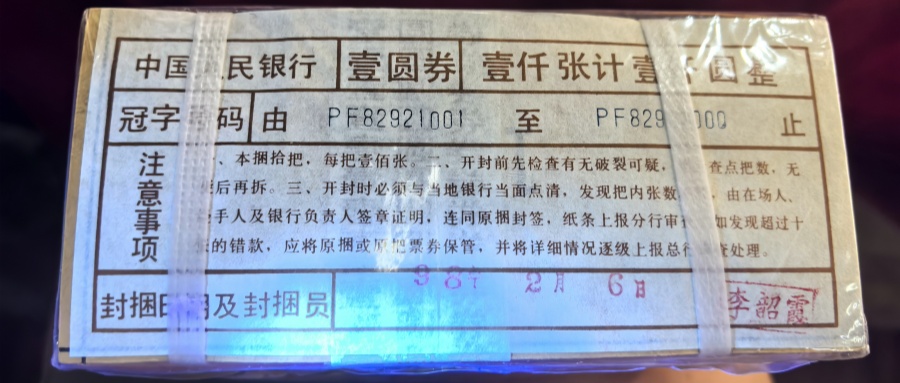 中国 民银行 壹圆券 壹仟张计壹 圆整
冠字 码 由 PF82921001 至 PF829 000 止
注意事项
、本捆拾把,每把壹佰张。二、开封前先检查有无破裂可疑, 查点把数,无
后再拆。三、开封时必须与当地银行当面点清,发现把内张数 ,由在场人、
手人及银行负责人签章证明,连同原捆封签,纸条上报分行审 如发现超过十
的错款,应将原捆或原把票券保管,并将详细情况逐级上报总行 查处理。
封捆日期及封捆员 98年 2月 6日 李韶霞